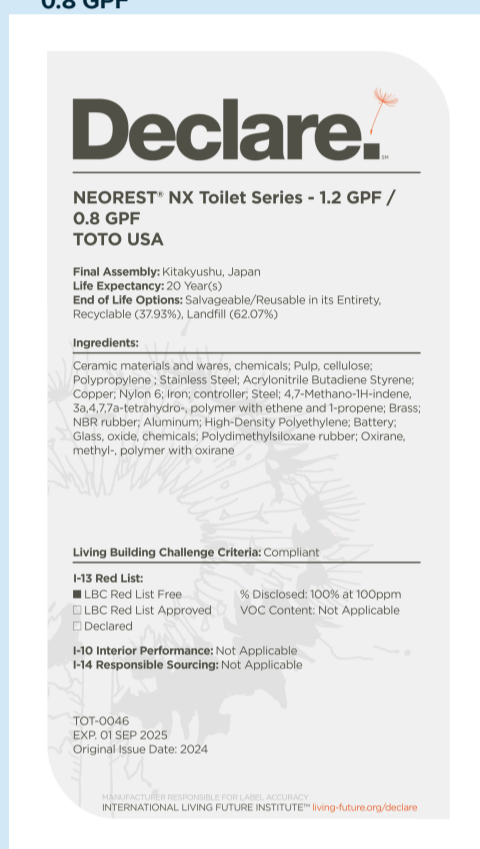 0.8 GPF
Declare.
SM
NEOREST® NX Toilet Series - 1.2 GPF /
0.8 GPF
TOTO USA
Final Assembly: Kitakyushu, Japan
Life Expectancy: 20 Year(s)
End of Life Options: Salvageable/Reusable in its Entirety,
Recyclable (37.93%), Landfill (62.07%)
Ingredients:
Ceramic materials and wares, chemicals; Pulp, cellulose;
Polypropylene ; Stainless Steel; Acrylonitrile Butadiene Styrene;
Copper; Nylon 6; Iron; controller; Steel; 4,7-Methano-1H-indene,
3a,4,7,7a-tetrahydro-, polymer with ethene and 1-propene; Brass;
NBR rubber; Aluminum; High-Density Polyethylene; Battery;
Glass, oxide, chemicals; Polydimethylsiloxane rubber; Oxirane,
methyl-, polymer with oxirane
Living Building Challenge Criteria: Compliant
I-13 Red List:
■ LBC Red List Free % Disclosed: 100% at 100ppm
□ LBC Red List Approved VOC Content: Not Applicable
□ Declared
I-10 Interior Performance: Not Applicable
I-14 Responsible Sourcing: Not Applicable
TOT-0046
EXP. 01 SEP 2025
Original Issue Date: 2024
MANUFACTURER RESPONSIBLE FOR LABEL ACCURACY
INTERNATIONAL LIVING FUTURE INSTITUTE™ living-future.org/declare